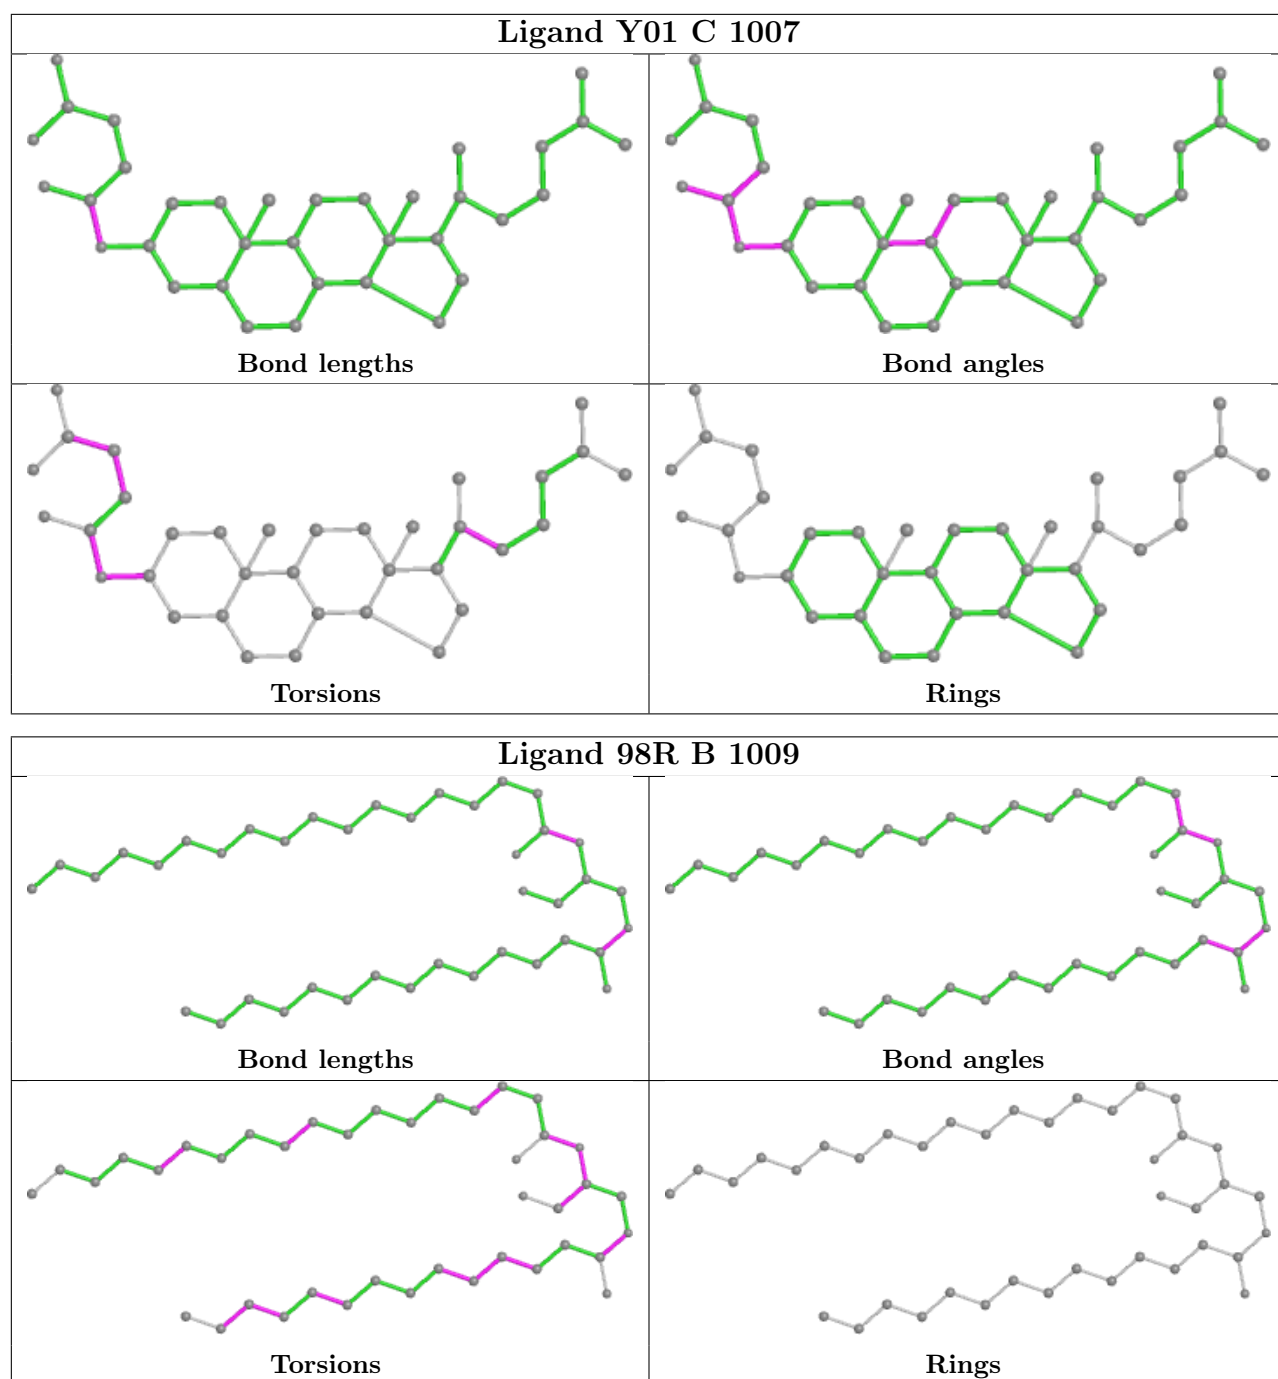 Ligand Y01 C 1007
Bond lengths
Bond angles
Torsions
Rings
Ligand 98R B 1009
Bond lengths
Bond angles
Torsions
Rings